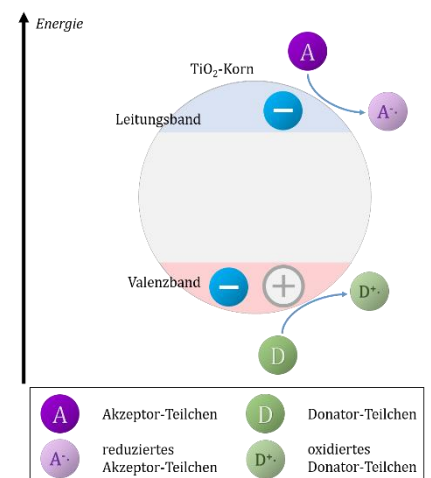 Energie
TiO₂-Korn
A
Leitungsband
−
A⁻·
Valenzband
−
+
D⁺·
D
A
Akzeptor-Teilchen
D
Donator-Teilchen
A⁻·
reduziertes
Akzeptor-Teilchen
D⁺·
oxidiertes
Donator-Teilchen